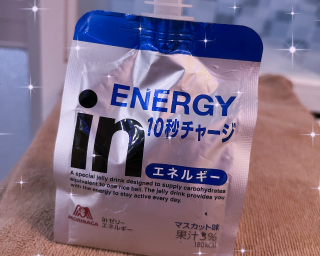 ENERGY
in
10秒チャージ
エネルギー
A special jelly drink designed to supply carbohydrates
equivalent to one rice ball. The jelly drink provides you
with the energy to stay active every day.
MORINAGA
inゼリー
エネルギー
マスカット味
果汁3%
180kcal